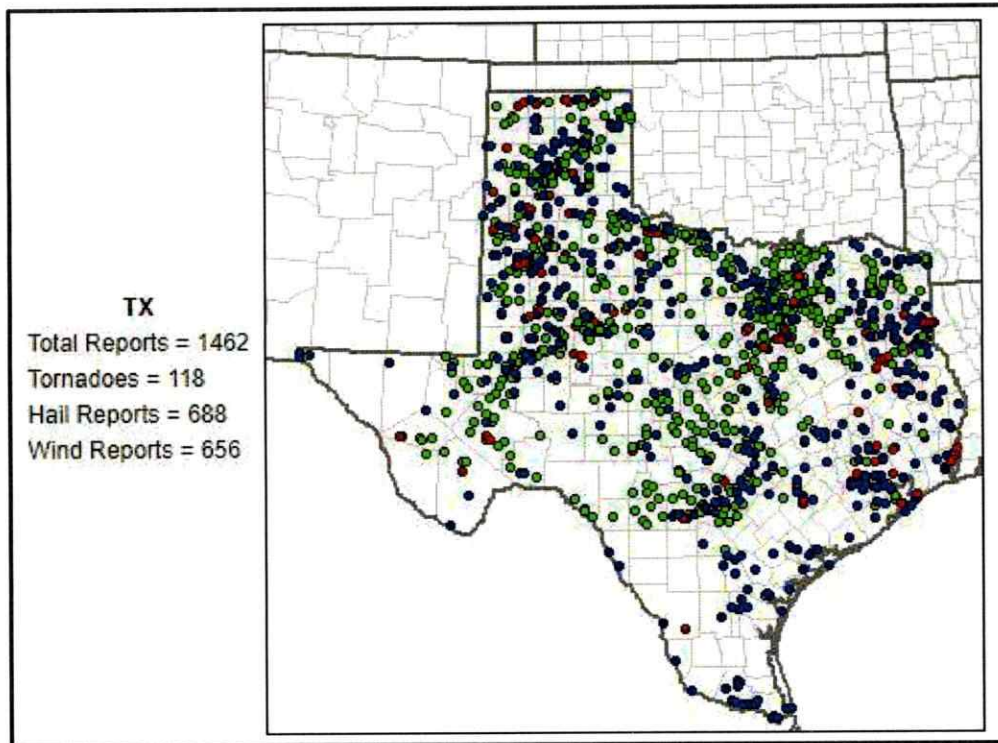 TX
Total Reports = 1462
Tornadoes = 118
Hail Reports = 688
Wind Reports = 656